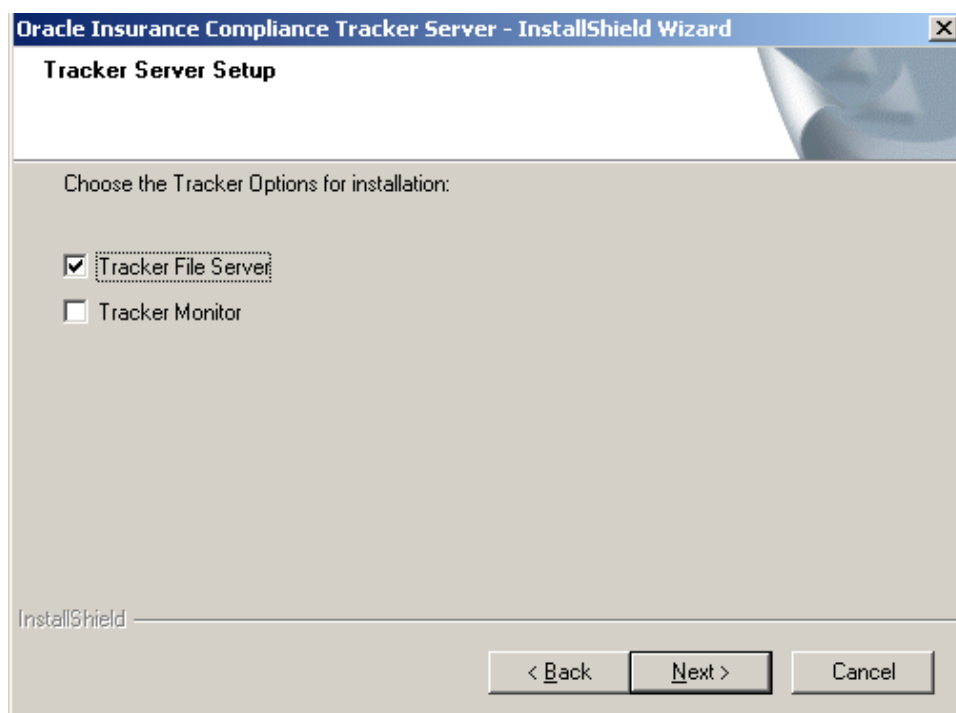 Oracle Insurance Compliance Tracker Server - InstallShield Wizard
Tracker Server Setup
Choose the Tracker Options for installation:
Tracker File Server
Tracker Monitor
InstallShield
< Back
Next >
Cancel